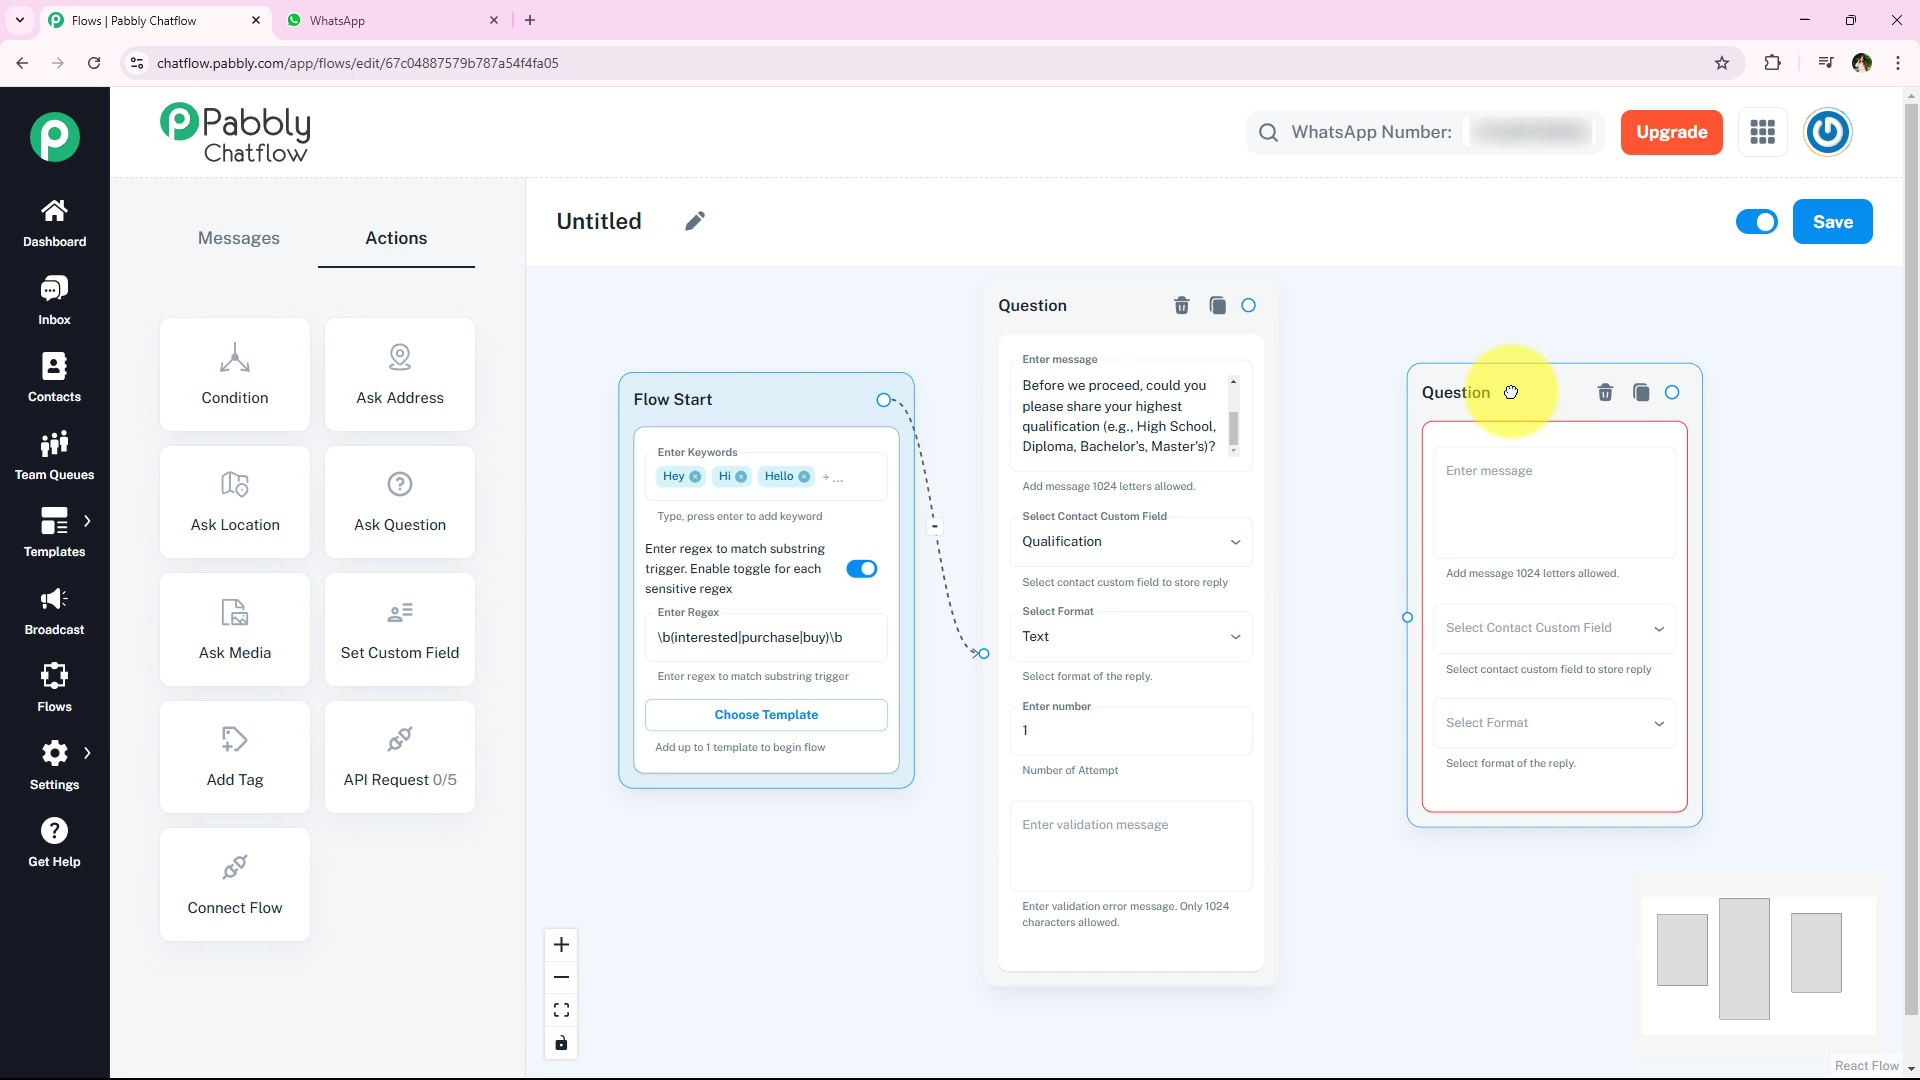 Flows | Pabbly Chatflow
WhatsApp
chatflow.pabbly.com/app/flows/edit/67c04887579b787a54f4fa05
Pabbly
Chatflow
WhatsApp Number:
Upgrade
Dashboard
Inbox
Contacts
Team Queues
Templates
Broadcast
Flows
Settings
Get Help
Messages
Actions
Condition
Ask Address
Ask Location
Ask Question
Ask Media
Set Custom Field
Add Tag
API Request 0/5
Connect Flow
Untitled
Save
Flow Start
Enter Keywords
Hey
Hi
Hello
+ ...
Type, press enter to add keyword
Enter regex to match substring
trigger. Enable toggle for each
sensitive regex
Enter Regex
\b(interested|purchase|buy)\b
Enter regex to match substring trigger
Choose Template
Add up to 1 template to begin flow
Question
Enter message
Before we proceed, could you
please share your highest
qualification (e.g., High School,
Diploma, Bachelor's, Master's)?
Add message 1024 letters allowed.
Select Contact Custom Field
Qualification
Select contact custom field to store reply
Select Format
Text
Select format of the reply.
Enter number
1
Number of Attempt
Enter validation message
Enter validation error message. Only 1024
characters allowed.
Question
Enter message
Add message 1024 letters allowed.
Select Contact Custom Field
Select contact custom field to store reply
Select Format
Select format of the reply.
React Flow